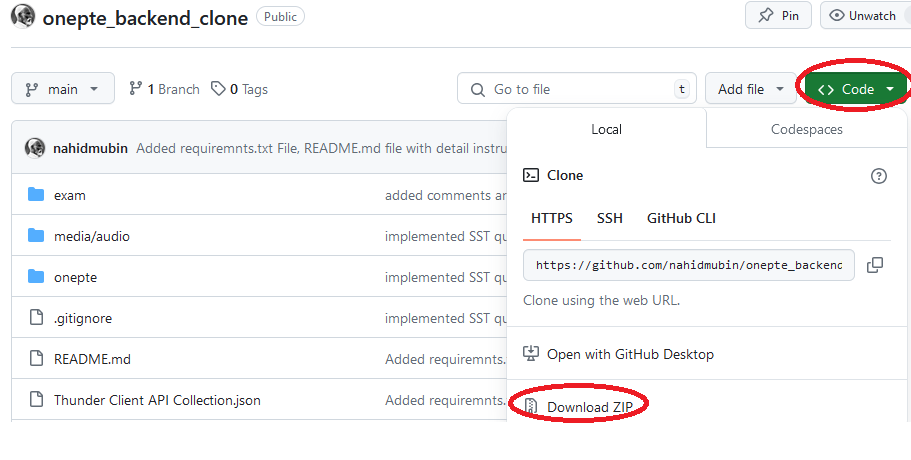 onepte_backend_clone Public Pin Unwatch
main 1 Branch 0 Tags Go to file t Add file <> Code
nahidmubin Added requiremnts.txt File, README.md file with detail instru
exam added comments an
media/audio implemented SST qu
onepte implemented SST qu
.gitignore implemented SST qu
README.md Added requiremnts.
Thunder Client API Collection.json Added requiremnts.
Local Codespaces
Clone
HTTPS SSH GitHub CLI
https://github.com/nahidmubin/onepte_backend
Clone using the web URL.
Open with GitHub Desktop
Download ZIP